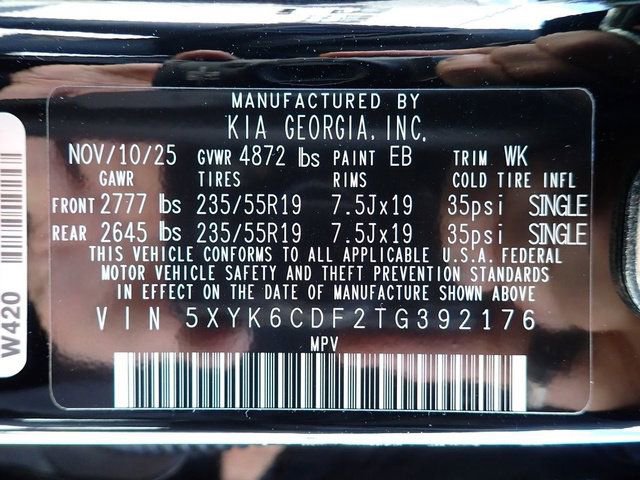 MANUFACTURED BY
KIA GEORGIA, INC.
NOV/10/25 GVWR 4872 lbs PAINT EB TRIM WK
GAWR TIRES RIMS COLD TIRE INFL
FRONT 2777 lbs 235/55R19 7.5Jx19 35psi SINGLE
REAR 2645 lbs 235/55R19 7.5Jx19 35psi SINGLE
THIS VEHICLE CONFORMS TO ALL APPLICABLE U.S.A. FEDERAL
MOTOR VEHICLE SAFETY AND THEFT PREVENTION STANDARDS
IN EFFECT ON THE DATE OF MANUFACTURE SHOWN ABOVE
VIN 5XYK6CDF2TG392176
MPV
W420